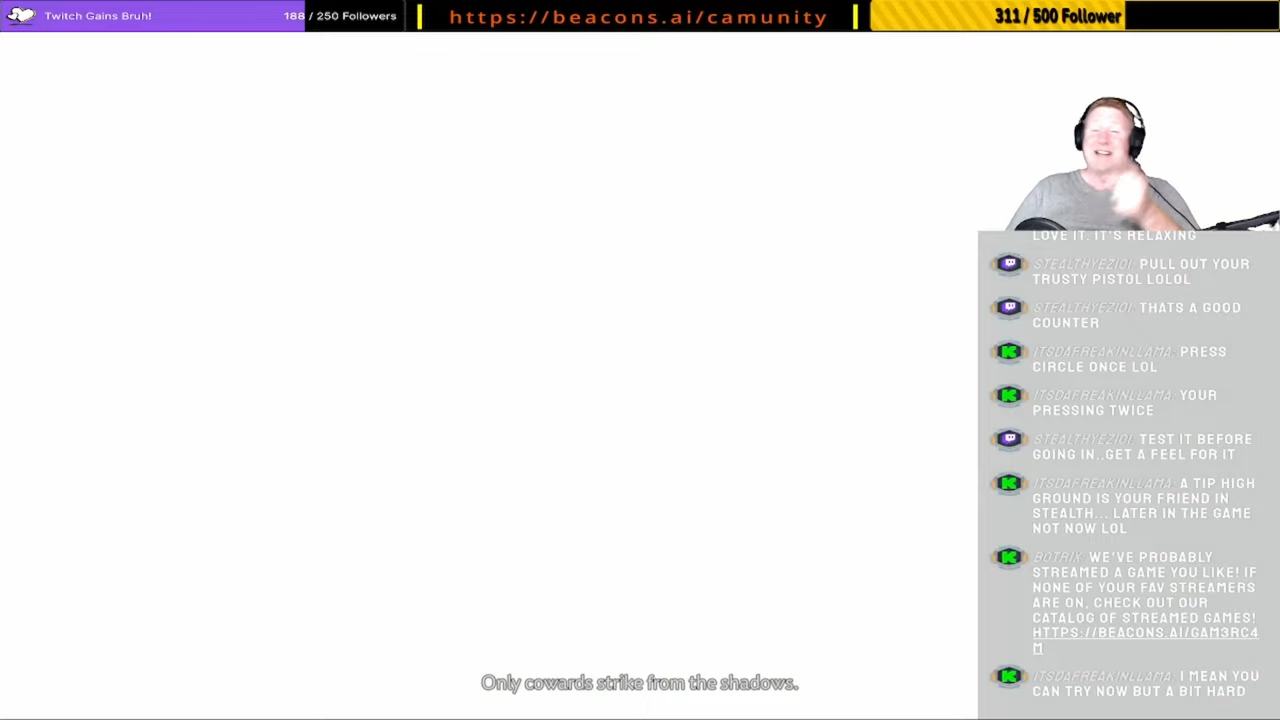 Twitch Gains Bruh!
188 / 250 Followers
https://beacons.ai/camunity
311 / 500 Follower
LOVE IT. IT'S RELAXING
STEALTHYEZIO1: PULL OUT YOUR
TRUSTY PISTOL LOLOL
STEALTHYEZIO1: THATS A GOOD
COUNTER
ITSDAFREAKINLLAMA: PRESS
CIRCLE ONCE LOL
ITSDAFREAKINLLAMA: YOUR
PRESSING TWICE
STEALTHYEZIO1: TEST IT BEFORE
GOING IN..GET A FEEL FOR IT
ITSDAFREAKINLLAMA: A TIP HIGH
GROUND IS YOUR FRIEND IN
STEALTH... LATER IN THE GAME
NOT NOW LOL
BOTRIX: WE'VE PROBABLY
STREAMED A GAME YOU LIKE! IF
NONE OF YOUR FAV STREAMERS
ARE ON, CHECK OUT OUR
CATALOG OF STREAMED GAMES!
HTTPS://BEACONS.AI/GAM3RC4
M
ITSDAFREAKINLLAMA: I MEAN YOU
CAN TRY NOW BUT A BIT HARD
Only cowards strike from the shadows.